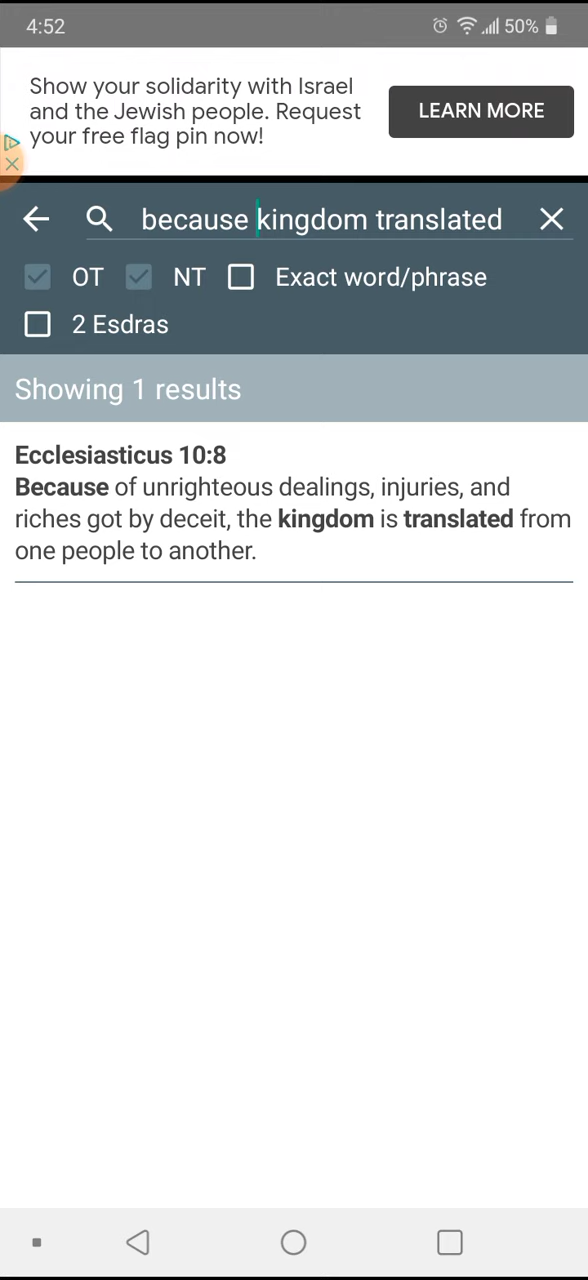 4:52
50%
Show your solidarity with Israel
and the Jewish people. Request
your free flag pin now!
LEARN MORE
because kingdom translated
OT NT Exact word/phrase
2 Esdras
Showing 1 results
Ecclesiasticus 10:8
Because of unrighteous dealings, injuries, and
riches got by deceit, the kingdom is translated from
one people to another.